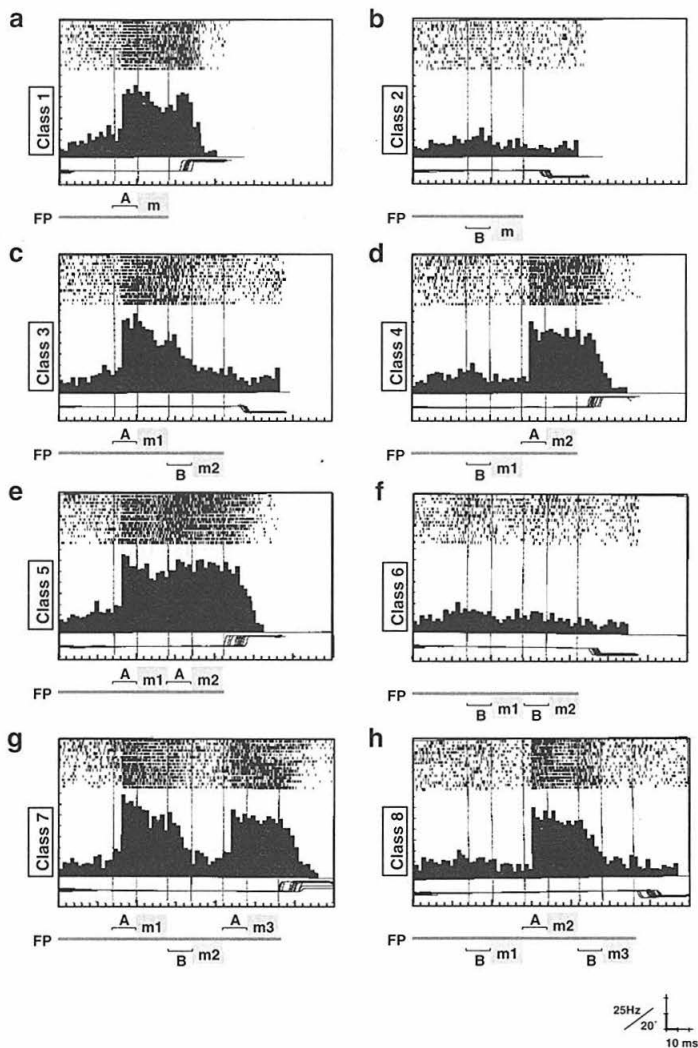 a
b
Class 1
Class 2
A m
FP
FP
B m
c
d
Class 3
Class 4
A m1
FP
B m2
A m2
FP
B m1
e
f
Class 5
Class 6
A m1 A m2
FP
FP
B m1 B m2
g
h
Class 7
Class 8
A m1 A m3
FP
B m2
A m2
FP
B m1 B m3
25Hz
20°
10 ms